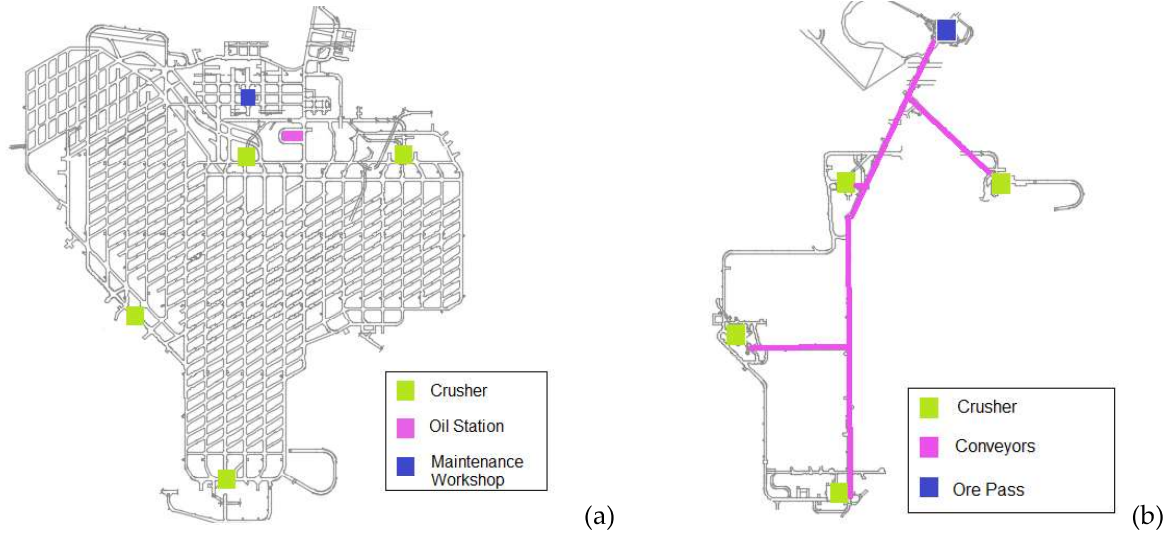 Crusher
Oil Station
Maintenance
Workshop
(a)
Crusher
Conveyors
Ore Pass
(b)